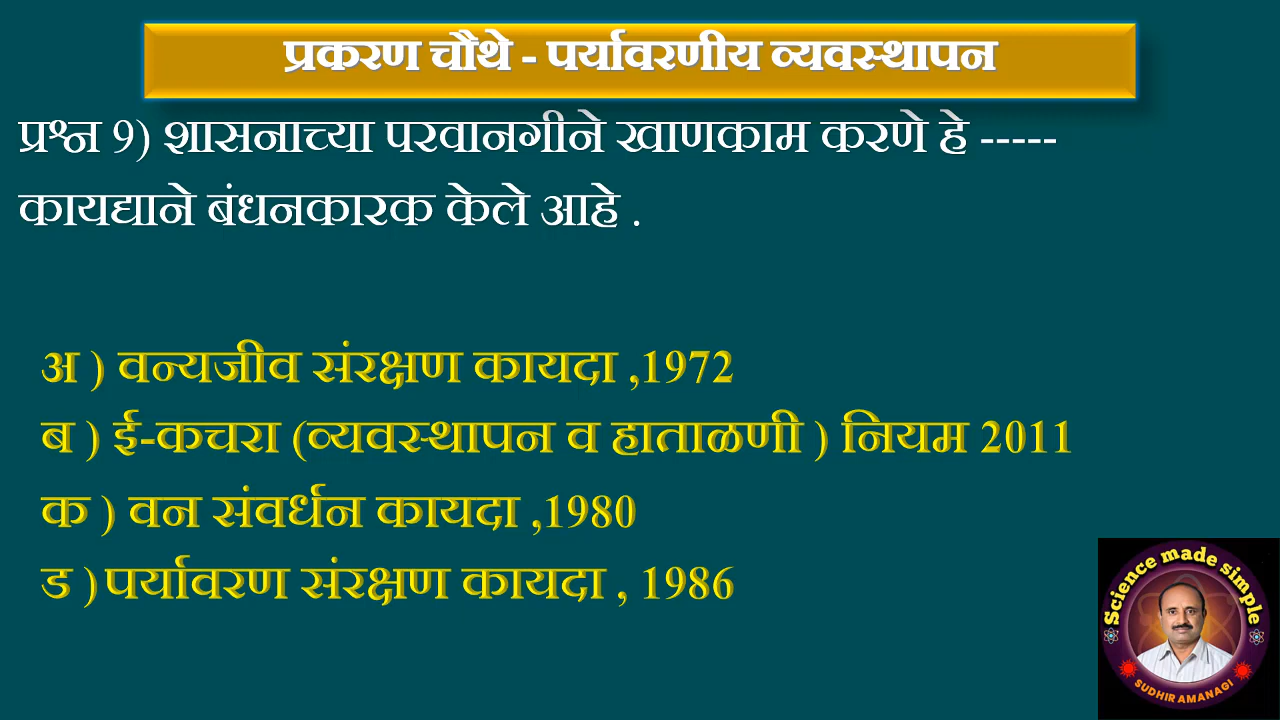 प्रकरण चौथे - पर्यावरणीय व्यवस्थापन
प्रश्न 9) शासनाच्या परवानगीने खाणकाम करणे हे -----
कायद्याने बंधनकारक केले आहे .
अ ) वन्यजीव संरक्षण कायदा ,1972
ब ) ई-कचरा (व्यवस्थापन व हाताळणी ) नियम 2011
क ) वन संवर्धन कायदा ,1980
ड ) पर्यावरण संरक्षण कायदा , 1986
Science made simple
SUDHIR AMANAGI